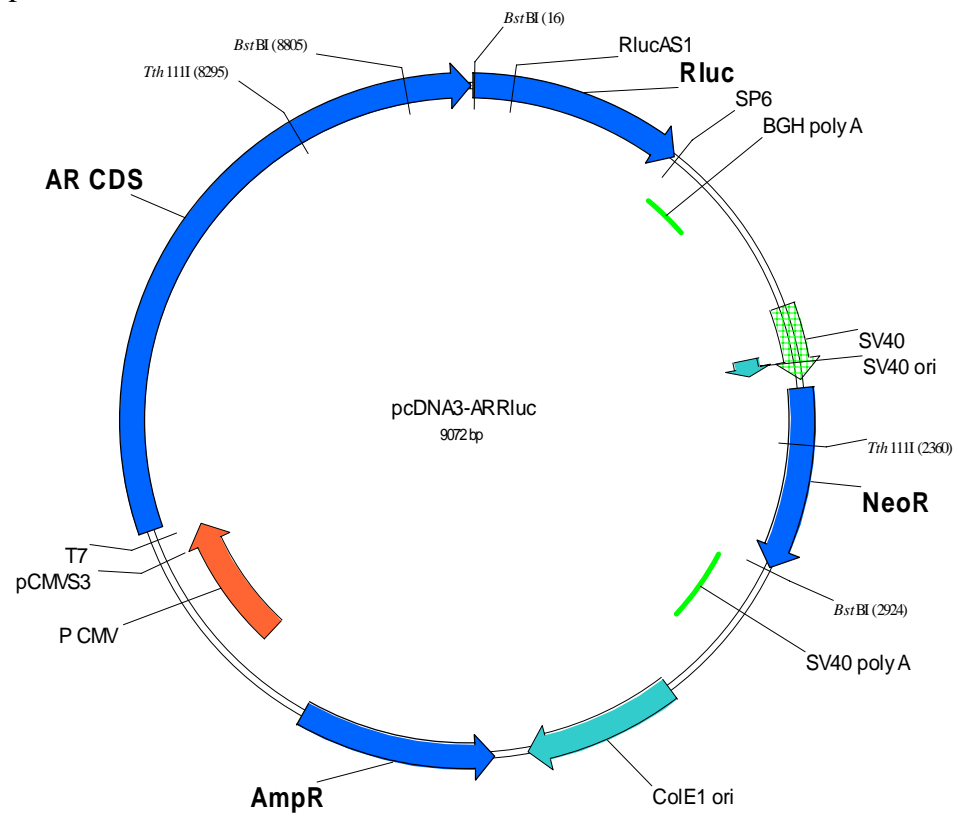 BstBI (16)
BstBI (8805)
RlucAS1
Rluc
Tth111I (8295)
SP6
BGH poly A
AR CDS
SV40
SV40 ori
pcDNA3-ARRluc
9072 bp
Tth111I (2360)
NeoR
T7
pCMVS3
P CMV
BstBI (2924)
SV40 poly A
AmpR
ColE1 ori